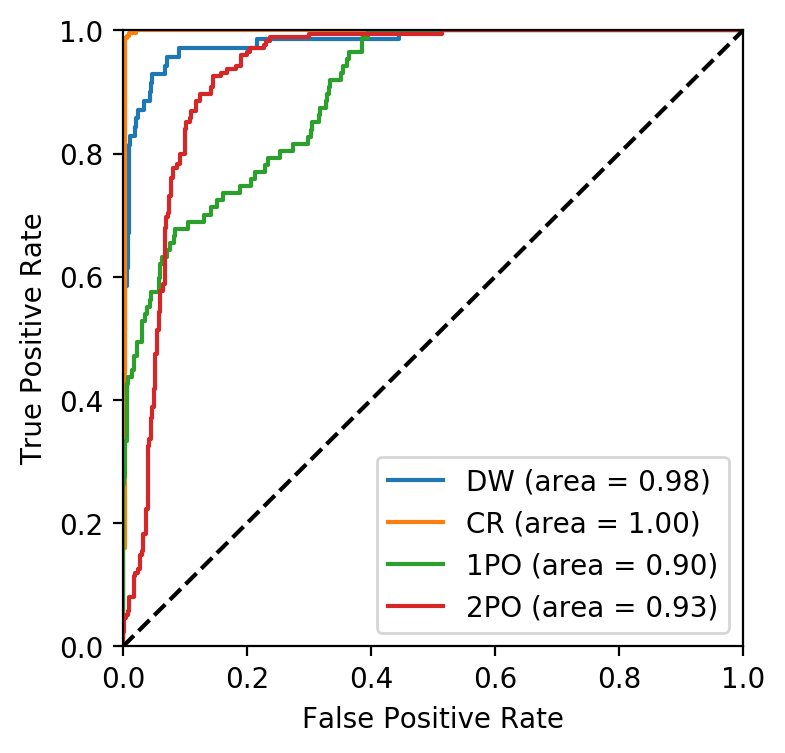 1.0
0.8
0.6
0.4
0.2
0.0
True Positive Rate
DW (area = 0.98)
CR (area = 1.00)
1PO (area = 0.90)
2PO (area = 0.93)
0.0 0.2 0.4 0.6 0.8 1.0
False Positive Rate